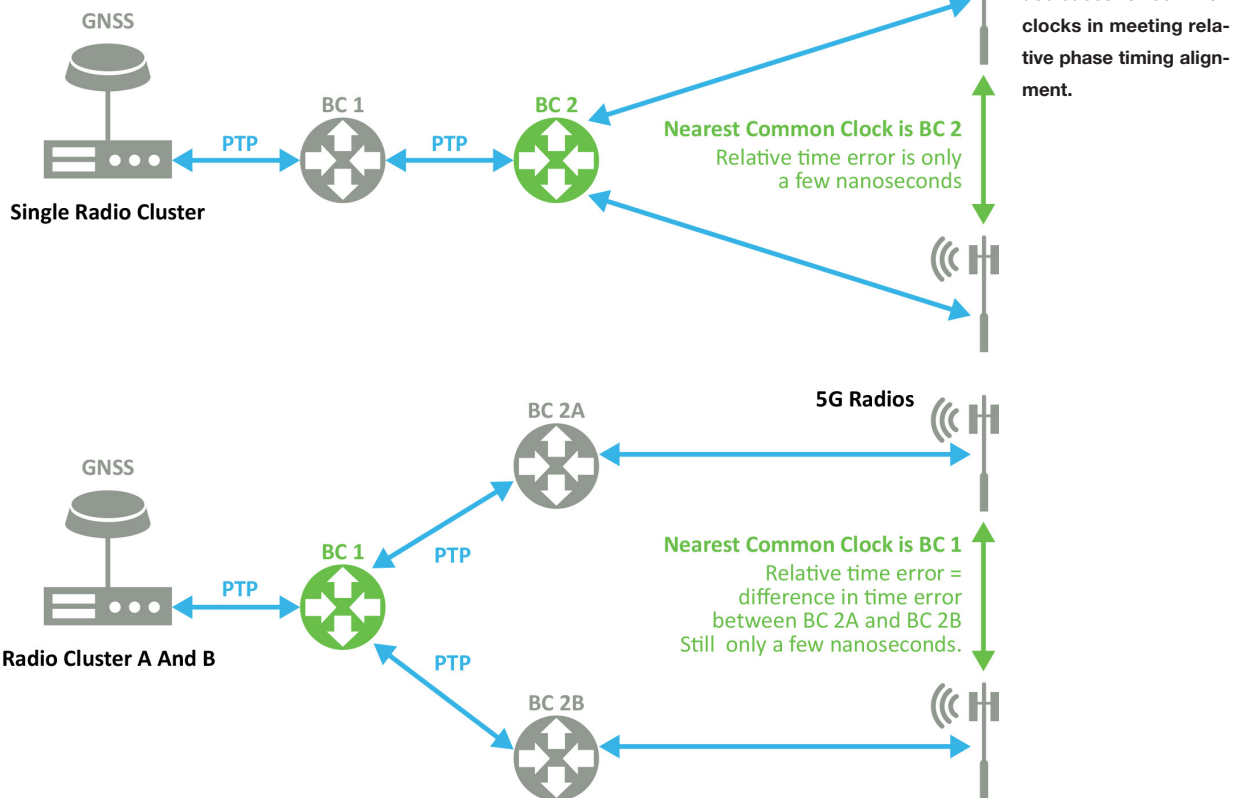 GNSS
BC 1
BC 2
PTP
PTP
Single Radio Cluster
Nearest Common Clock is BC 2
Relative time error is only
a few nanoseconds
clocks in meeting rela-
tive phase timing align-
ment.
5G Radios
BC 2A
GNSS
BC 1
PTP
PTP
Radio Cluster A And B
PTP
BC 2B
Nearest Common Clock is BC 1
Relative time error =
difference in time error
between BC 2A and BC 2B
Still only a few nanoseconds.